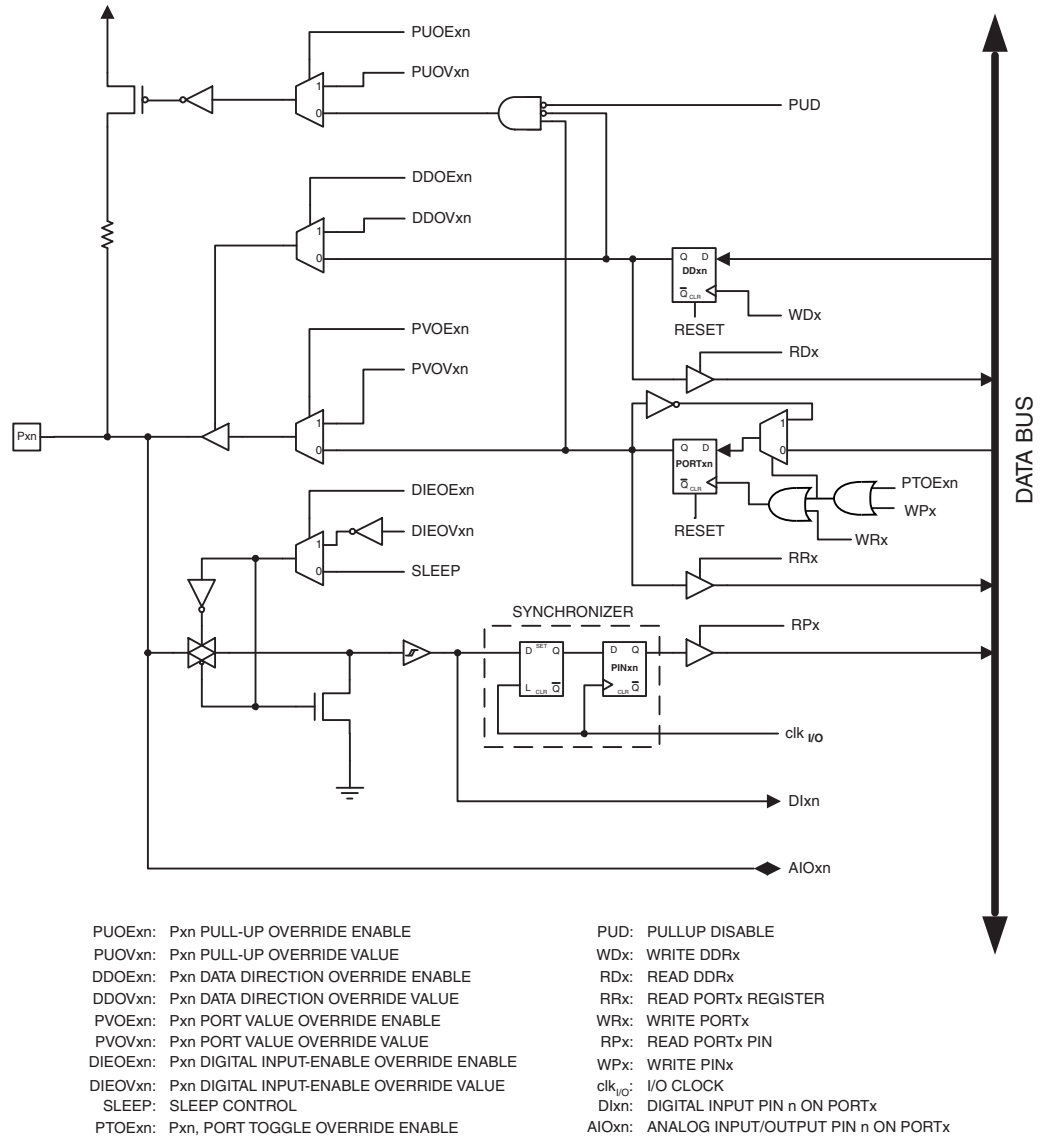 PUOExn
PUOVxn
1
0
PUD
DDOExn
DDOVxn
1
0
Q D
DDxn
Q CLR
WDx
RESET
RDx
PVOExn
PVOVxn
1
0
Pxn
1
0
Q D
PORTxn
Q CLR
PTOExn
WPx
RESET
WRx
RRx
DATA BUS
DIEOExn
DIEOVxn
1
0
SLEEP
SYNCHRONIZER
RPx
D SET Q
L CLR Q
D Q
PINxn
CLR Q
clk I/O
DIxn
AIOxn
PUOExn: Pxn PULL-UP OVERRIDE ENABLE
PUOVxn: Pxn PULL-UP OVERRIDE VALUE
DDOExn: Pxn DATA DIRECTION OVERRIDE ENABLE
DDOVxn: Pxn DATA DIRECTION OVERRIDE VALUE
PVOExn: Pxn PORT VALUE OVERRIDE ENABLE
PVOVxn: Pxn PORT VALUE OVERRIDE VALUE
DIEOExn: Pxn DIGITAL INPUT-ENABLE OVERRIDE ENABLE
DIEOVxn: Pxn DIGITAL INPUT-ENABLE OVERRIDE VALUE
SLEEP: SLEEP CONTROL
PTOExn: Pxn, PORT TOGGLE OVERRIDE ENABLE
PUD: PULLUP DISABLE
WDx: WRITE DDRx
RDx: READ DDRx
RRx: READ PORTx REGISTER
WRx: WRITE PORTx
RPx: READ PORTx PIN
WPx: WRITE PINx
clkI/O: I/O CLOCK
DIxn: DIGITAL INPUT PIN n ON PORTx
AIOxn: ANALOG INPUT/OUTPUT PIN n ON PORTx